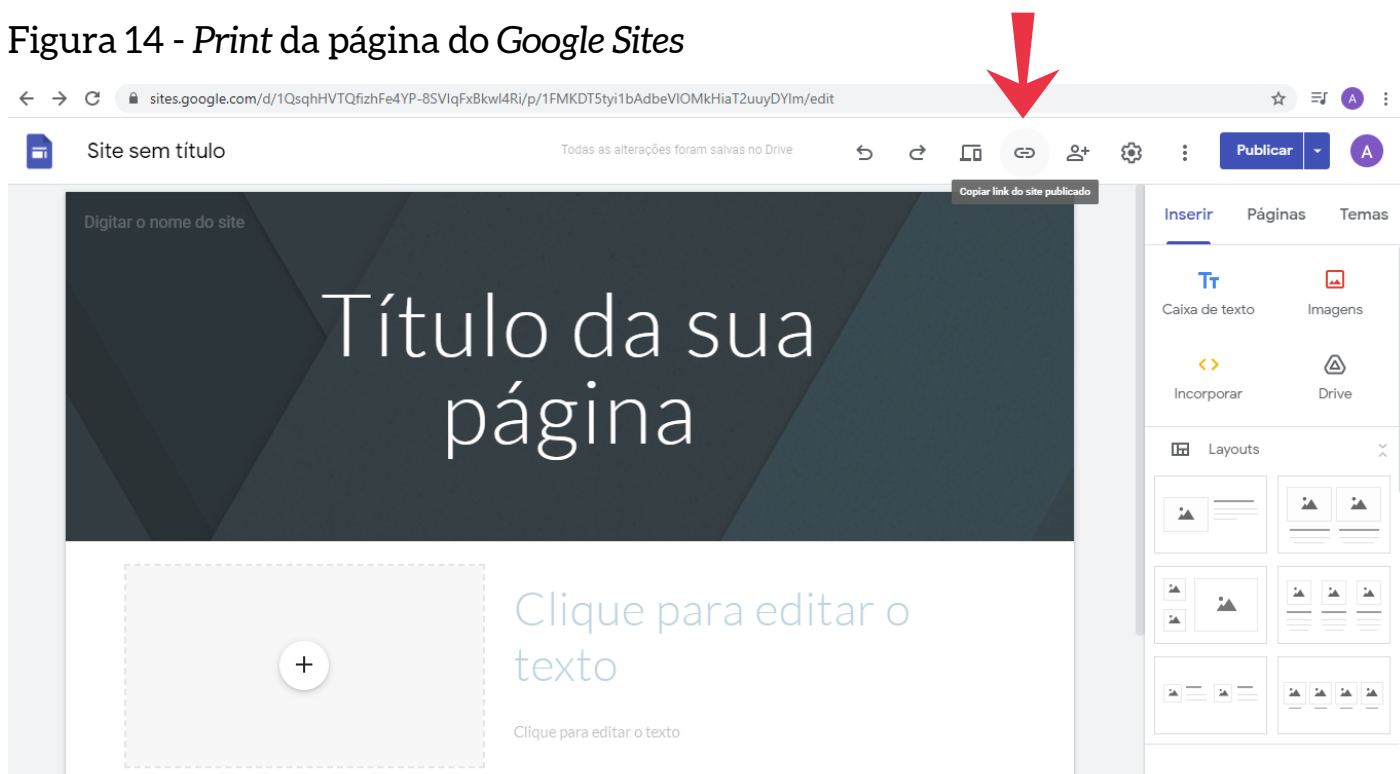 Figura 14 - Print da página do Google Sites
sites.google.com/d/1QsqhHVTQfizhFe4YP-8SVlqFxBkwl4Ri/p/1FMKDT5tyi1bAdbeVlOMkHiaT2uuyDYlm/edit
A
Site sem título
Todas as alterações foram salvas no Drive
Publicar
A
Copiar link do site publicado
Digitar o nome do site
Inserir Páginas Temas
Título da sua
página
Caixa de texto Imagens
Incorporar Drive
Layouts
Clique para editar o
texto
Clique para editar o texto